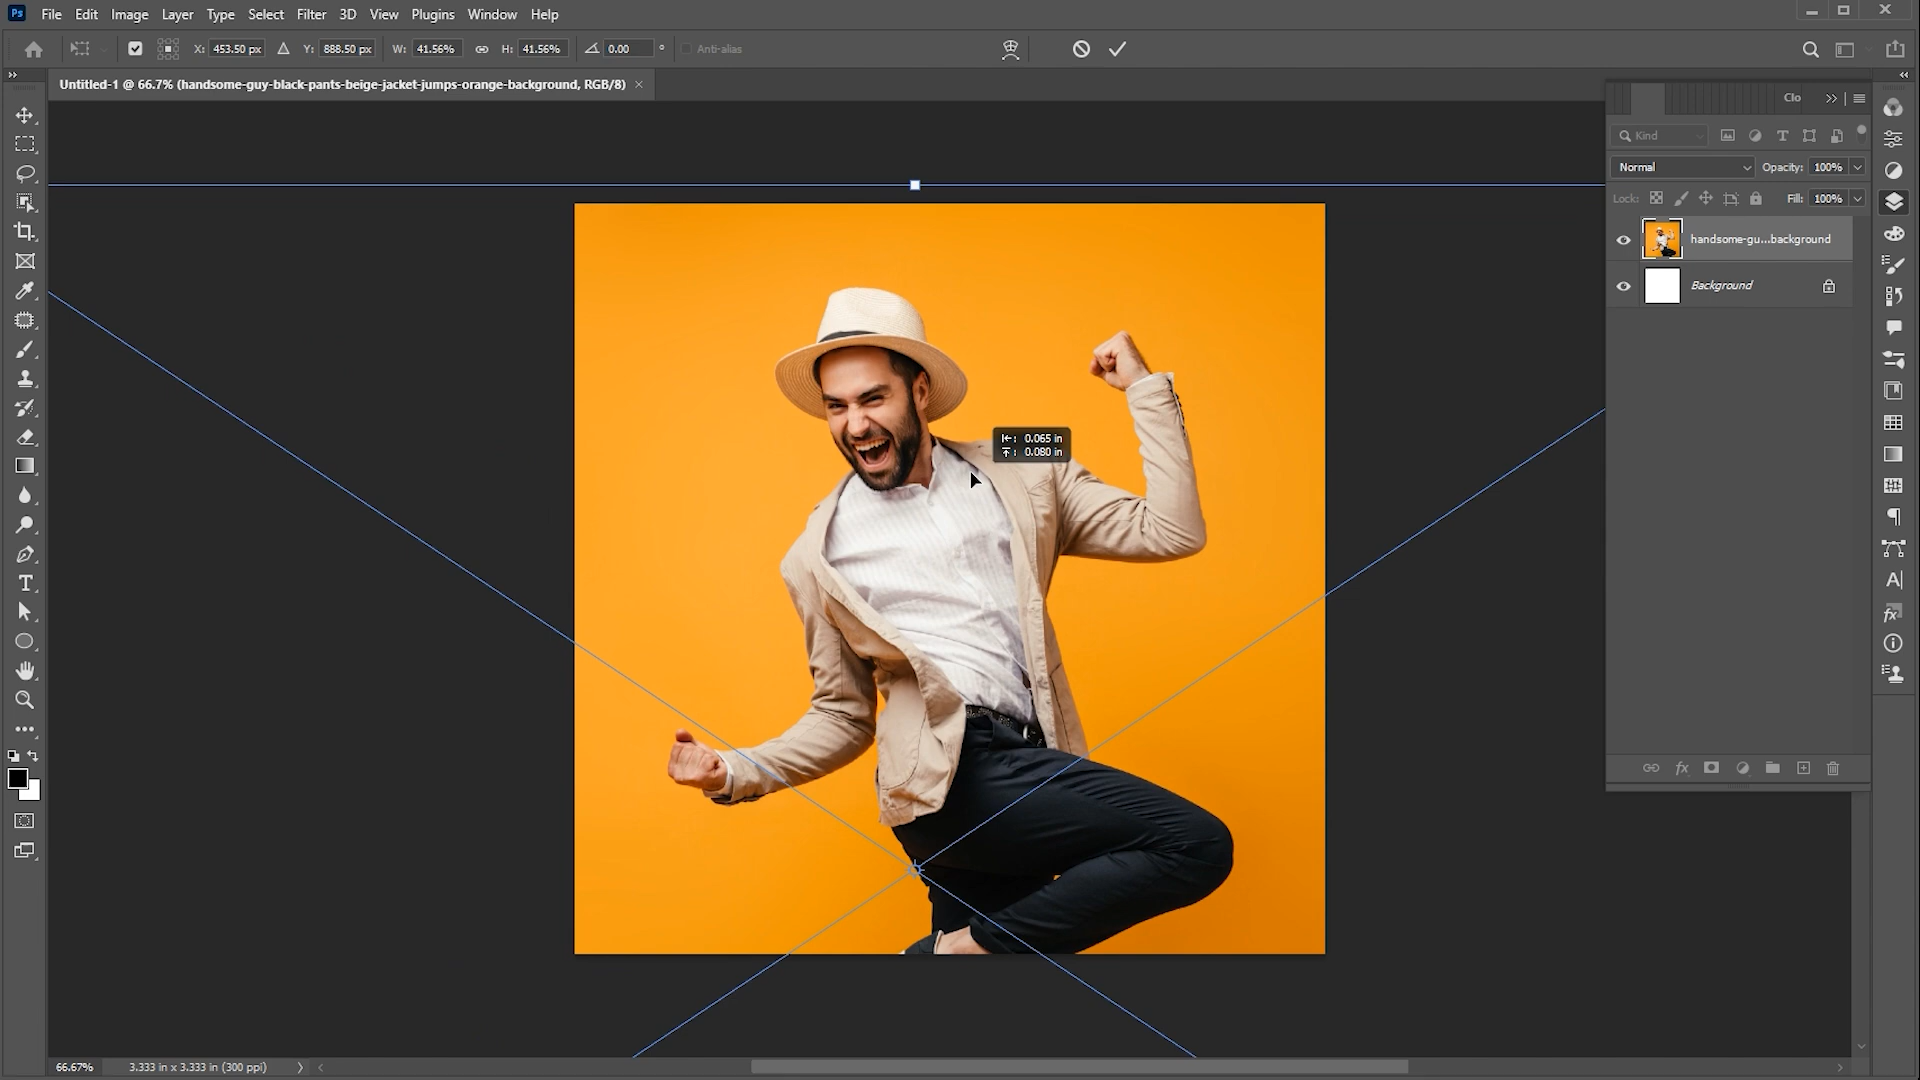 Ps File Edit Image Layer Type Select Filter 3D View Plugins Window Help
X: 453.50 px Y: 888.50 px W: 41.56% H: 41.56% 0.00 ° Anti-alias
Untitled-1 @ 66.7% (handsome-guy-black-pants-beige-jacket-jumps-orange-background, RGB/8) ×
Clo
Kind
Normal Opacity: 100%
Lock: Fill: 100%
handsome-gu...background
Background
0.065 in
0.080 in
66.67% 3.333 in x 3.333 in (300 ppi)